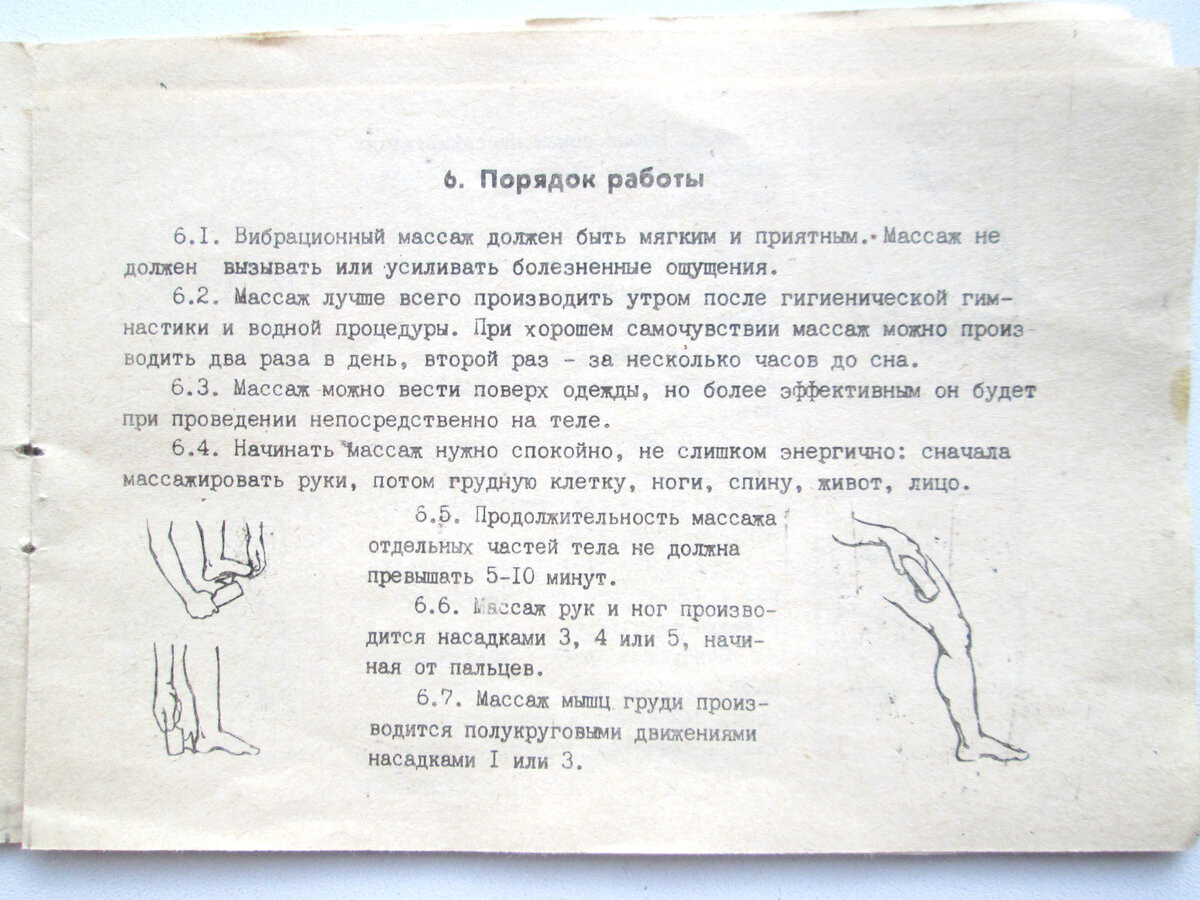 6. Порядок работы
6.I. Вибрационный массаж должен быть мягким и приятным. Массаж не
должен вызывать или усиливать болезненные ощущения.
6.2. Массаж лучше всего производить утром после гигиенической гим-
настики и водной процедуры. При хорошем самочувствии массаж можно произ-
водить два раза в день, второй раз - за несколько часов до сна.
6.3. Массаж можно вести поверх одежды, но более эффективным он будет
при проведении непосредственно на теле.
6.4. Начинать массаж нужно спокойно, не слишком энергично: сначала
массажировать руки, потом грудную клетку, ноги, спину, живот, лицо.
6.5. Продолжительность массажа
отдельных частей тела не должна
превышать 5-I0 минут.
6.6. Массаж рук и ног произво-
дится насадками 3, 4 или 5, начи-
ная от пальцев.
6.7. Массаж мышц груди произ-
водится полукруговыми движениями
насадками I или 3.